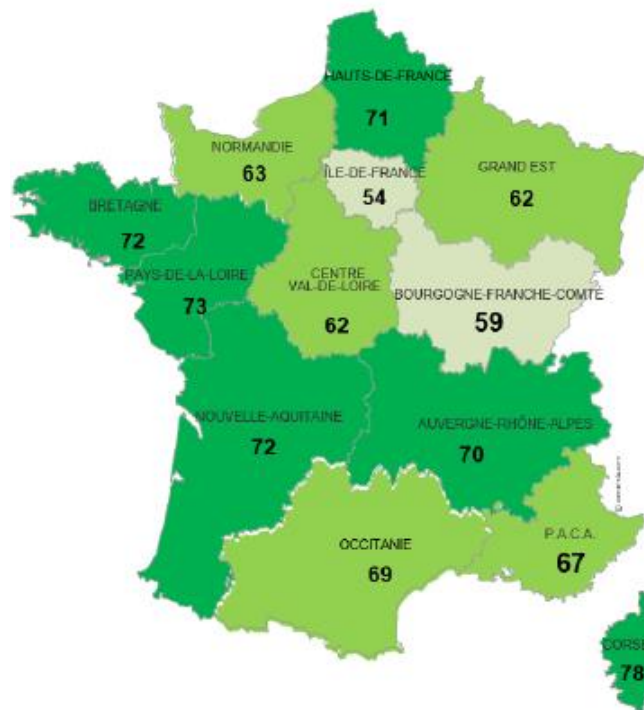 HAUTS-DE-FRANCE
71
NORMANDIE
63
ÎLE-DE-FRANCE
54
GRAND EST
62
BRETAGNE
72
PAYS-DE-LA-LOIRE
73
CENTRE
VAL-DE-LOIRE
62
BOURGOGNE-FRANCHE-COMTÉ
59
NOUVELLE-AQUITAINE
72
AUVERGNE-RHÔNE-ALPES
70
OCCITANIE
69
P.A.C.A.
67
CORSE
78